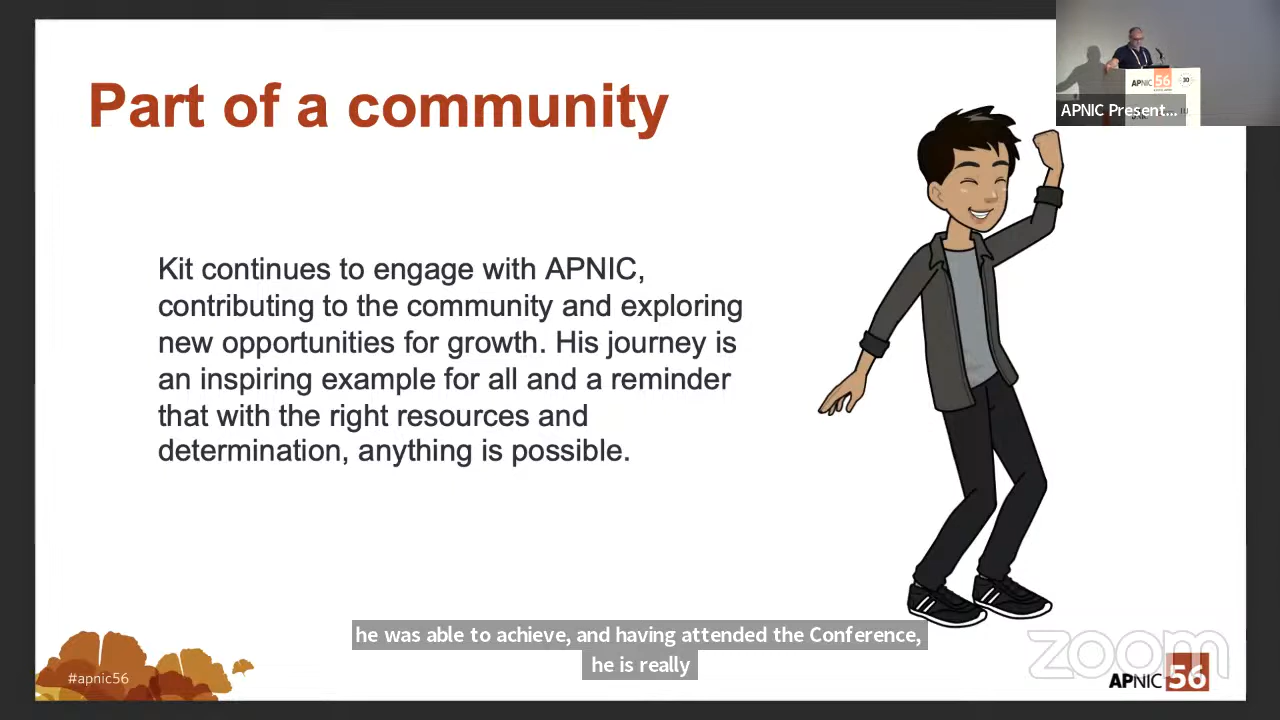 Part of a community
APNIC 56
APNIC Present...
Kit continues to engage with APNIC,
contributing to the community and exploring
new opportunities for growth. His journey is
an inspiring example for all and a reminder
that with the right resources and
determination, anything is possible.
he was able to achieve, and having attended the Conference,
he is really
zoom
#apnic56
APNIC 56